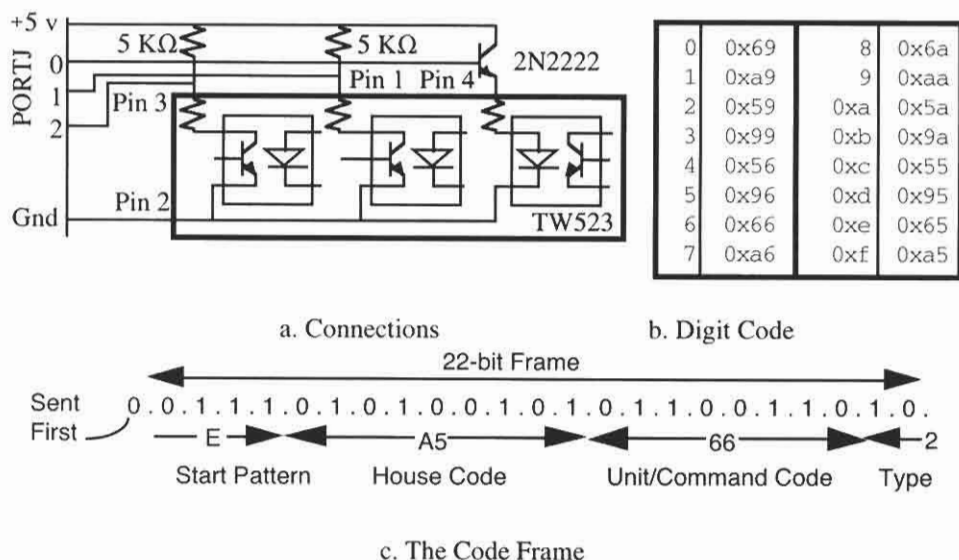 +5 v
5 KΩ
5 KΩ
2N2222
PORTJ
0
1
2
Pin 1
Pin 4
Pin 3
Pin 2
Gnd
TW523
0 0x69 8 0x6a
1 0xa9 9 0xaa
2 0x59 0xa 0x5a
3 0x99 0xb 0x9a
4 0x56 0xc 0x55
5 0x96 0xd 0x95
6 0x66 0xe 0x65
7 0xa6 0xf 0xa5
a. Connections
b. Digit Code
22-bit Frame
Sent First
0.0.1.1.1.0.1.0.1.0.0.1.0.1.0.1.1.0.0.1.1.0.1.0.
E A5 66 2
Start Pattern House Code Unit/Command Code Type
c. The Code Frame